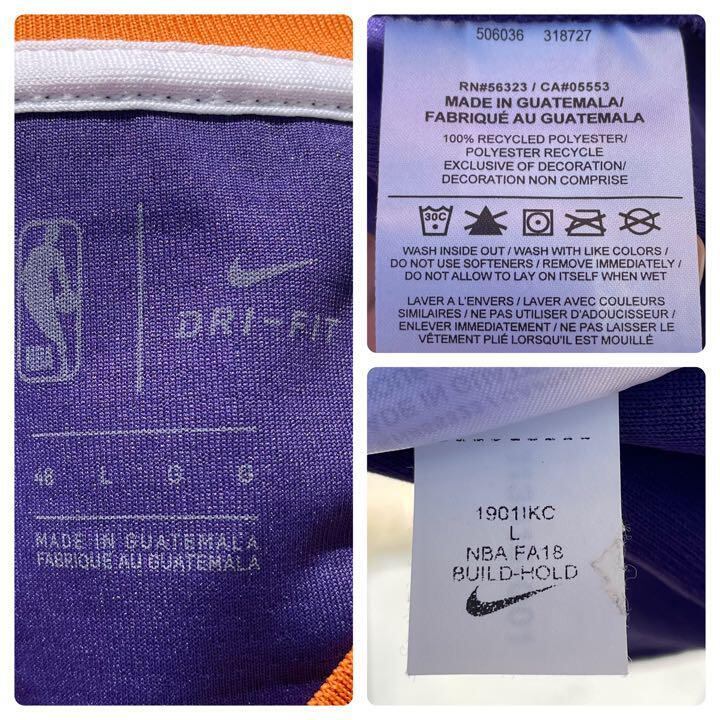 NBA
DRI-FIT
48 L G G
MADE IN GUATEMALA
FABRIQUÉ AU GUATEMALA
506036 318727
RN#56323 / CA#05553
MADE IN GUATEMALA/
FABRIQUÉ AU GUATEMALA
100% RECYCLED POLYESTER/
POLYESTER RECYCLE
EXCLUSIVE OF DECORATION/
DECORATION NON COMPRISE
30C
WASH INSIDE OUT / WASH WITH LIKE COLORS /
DO NOT USE SOFTENERS / REMOVE IMMEDIATELY /
DO NOT ALLOW TO LAY ON ITSELF WHEN WET
LAVER A L'ENVERS / LAVER AVEC COULEURS
SIMILAIRES / NE PAS UTILISER D'ADOUCISSEUR /
ENLEVER IMMEDIATEMENT / NE PAS LAISSER LE
VÊTEMENT PLIÉ LORSQU'IL EST MOUILLÉ
1901IKC
L
NBA FA18
BUILD-HOLD